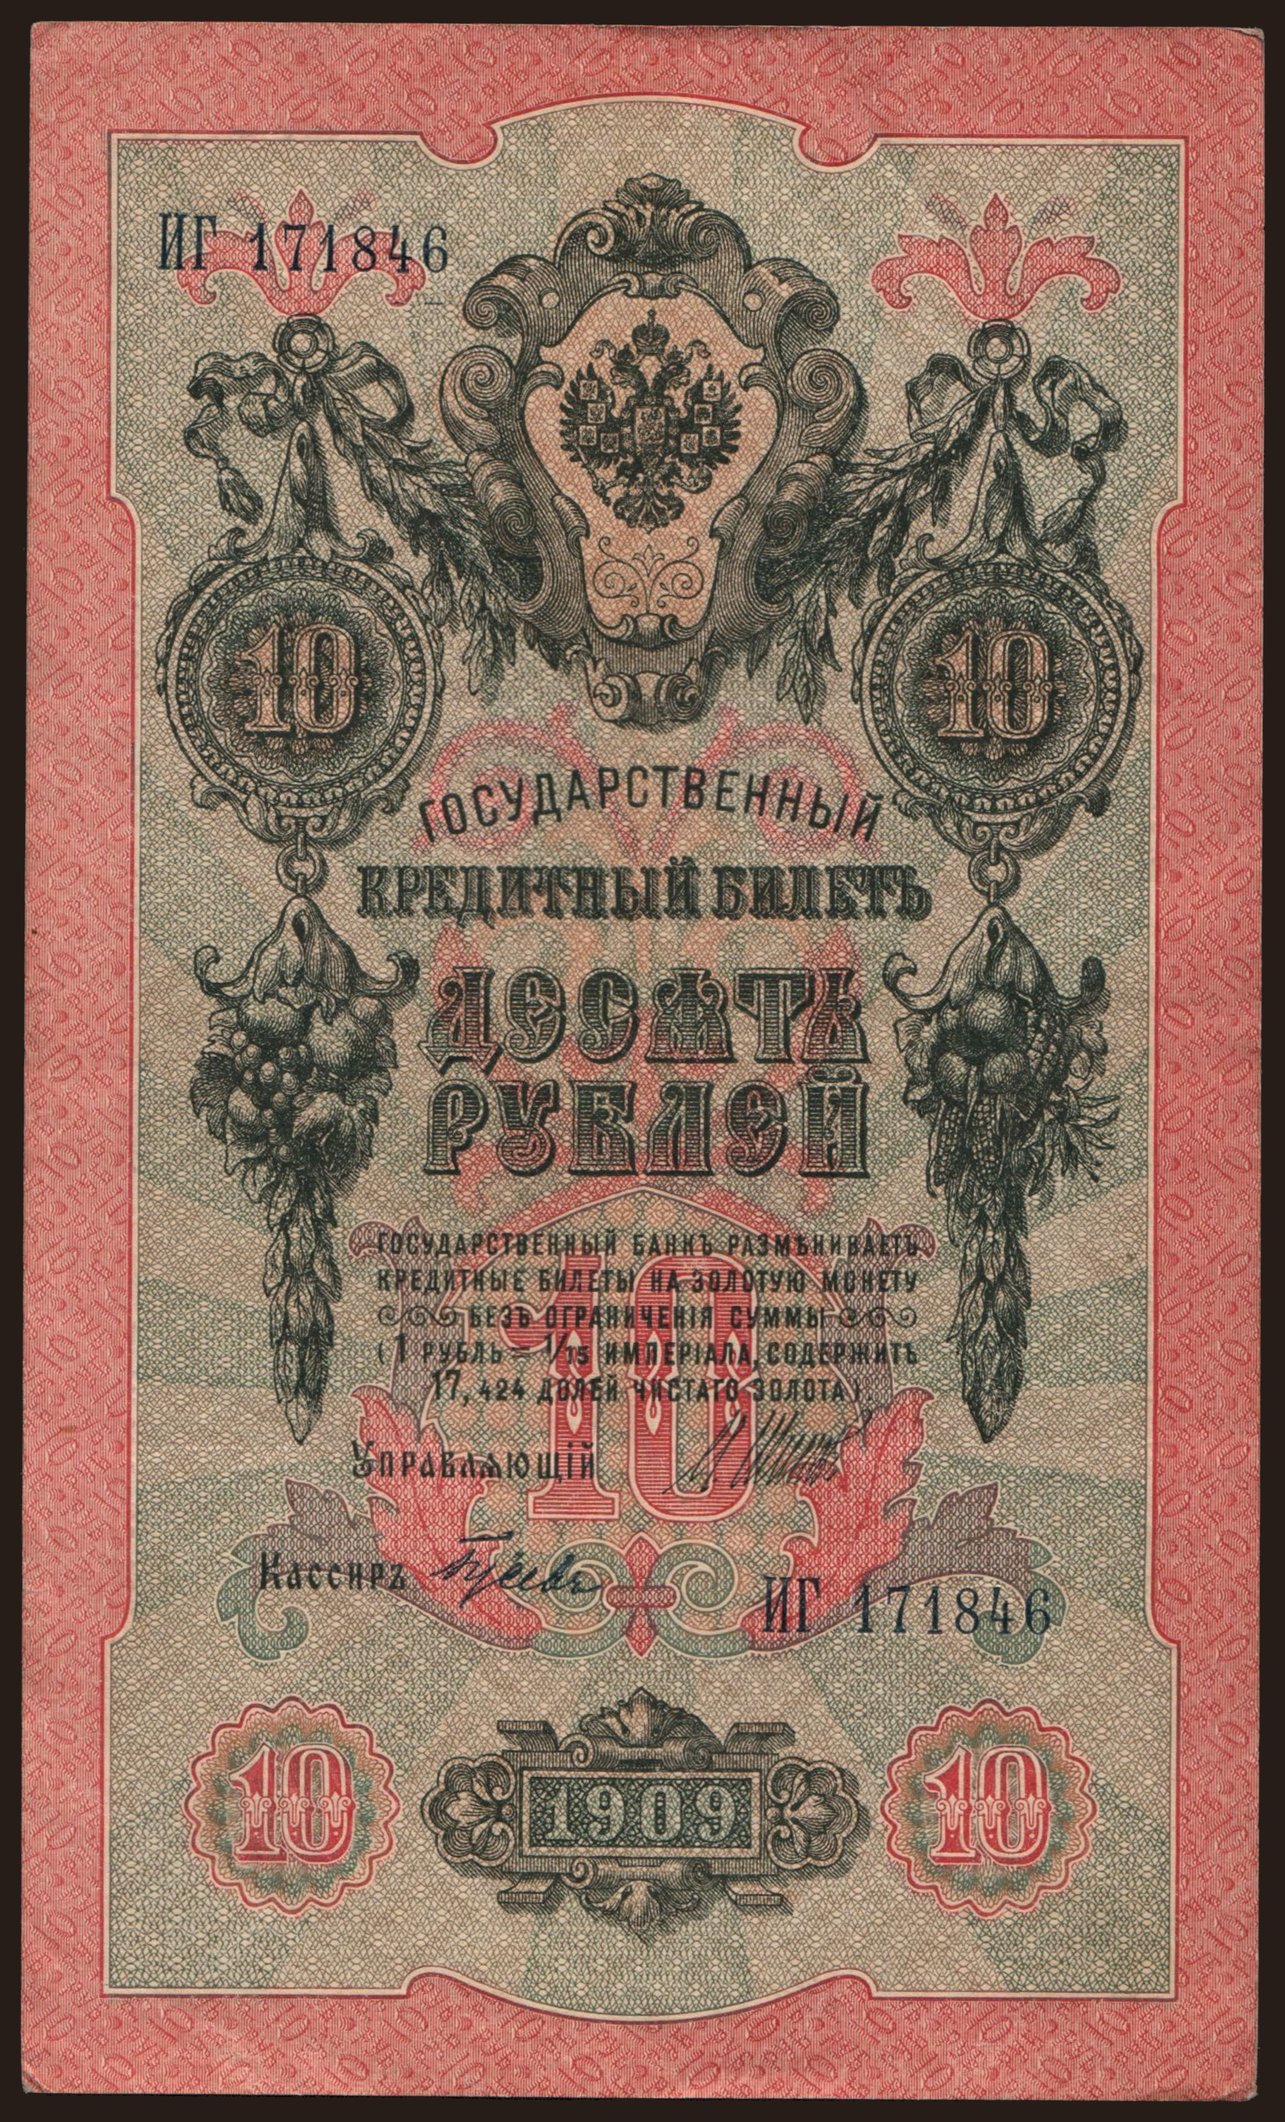 ИГ 171846
10 10
ГОСУДАРСТВЕННЫЙ
КРЕДИТНЫЙ БИЛЕТЪ
ДЕСЯТЬ
РУБЛЕЙ
ГОСУДАРСТВЕННЫЙ БАНКЪ РАЗМѢНИВАЕТЪ
КРЕДИТНЫЕ БИЛЕТЫ НА ЗОЛОТУЮ МОНЕТУ
БЕЗЪ ОГРАНИЧЕНІЯ СУММЫ
(1 РУБЛЬ = 1/15 ИМПЕРІАЛА, СОДЕРЖИТЪ
17,424 ДОЛЕЙ ЧИСТАГО ЗОЛОТА).
10
УПРАВЛЯЮЩІЙ
Кассиръ
ИГ 171846
10 1909 10